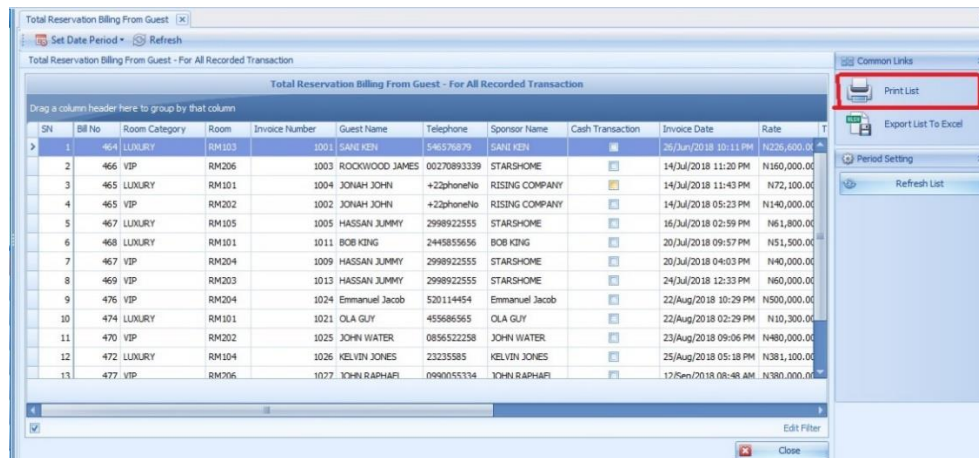 Total Reservation Billing From Guest
Set Date Period Refresh
Total Reservation Billing From Guest - For All Recorded Transaction
Total Reservation Billing From Guest - For All Recorded Transaction
Drag a column header here to group by that column
SN Bill No Room Category Room Invoice Number Guest Name Telephone Sponsor Name Cash Transaction Invoice Date Rate T
1 464 LUXURY RM103 1001 SANI KEN 546576879 SANI KEN 26/Jun/2018 10:11 PM N226,600.00
2 466 VIP RM206 1003 ROCKWOOD JAMES 00270893339 STARSHOME 14/Jul/2018 11:20 PM N160,000.00
3 465 LUXURY RM101 1004 JONAH JOHN +22phoneNo RISING COMPANY 14/Jul/2018 11:43 PM N72,100.00
4 465 VIP RM202 1002 JONAH JOHN +22phoneNo RISING COMPANY 14/Jul/2018 05:23 PM N140,000.00
5 467 LUXURY RM105 1005 HASSAN JUMMY 2998922555 STARSHOME 16/Jul/2018 02:59 PM N61,800.00
6 468 LUXURY RM101 1011 BOB KING 2445855656 BOB KING 20/Jul/2018 09:57 PM N51,500.00
7 467 VIP RM204 1009 HASSAN JUMMY 2998922555 STARSHOME 20/Jul/2018 04:03 PM N40,000.00
8 469 VIP RM203 1013 HASSAN JUMMY 2998922555 STARSHOME 24/Jul/2018 12:33 PM N60,000.00
9 476 VIP RM204 1024 Emmanuel Jacob 520114454 Emmanuel Jacob 22/Aug/2018 10:29 PM N500,000.00
10 474 LUXURY RM101 1021 OLA GUY 455686565 OLA GUY 22/Aug/2018 02:29 PM N10,300.00
11 470 VIP RM202 1025 JOHN WATER 0856522258 JOHN WATER 23/Aug/2018 09:06 PM N480,000.00
12 472 LUXURY RM104 1026 KELVIN JONES 23235585 KELVIN JONES 25/Aug/2018 05:18 PM N381,100.00
13 477 VIP RM206 1027 JOHN RAPHAEL 0990055334 JOHN RAPHAEL 12/Sep/2018 08:48 AM N380,000.00
Edit Filter
Close
Common Links
Print List
Export List To Excel
Period Setting
Refresh List